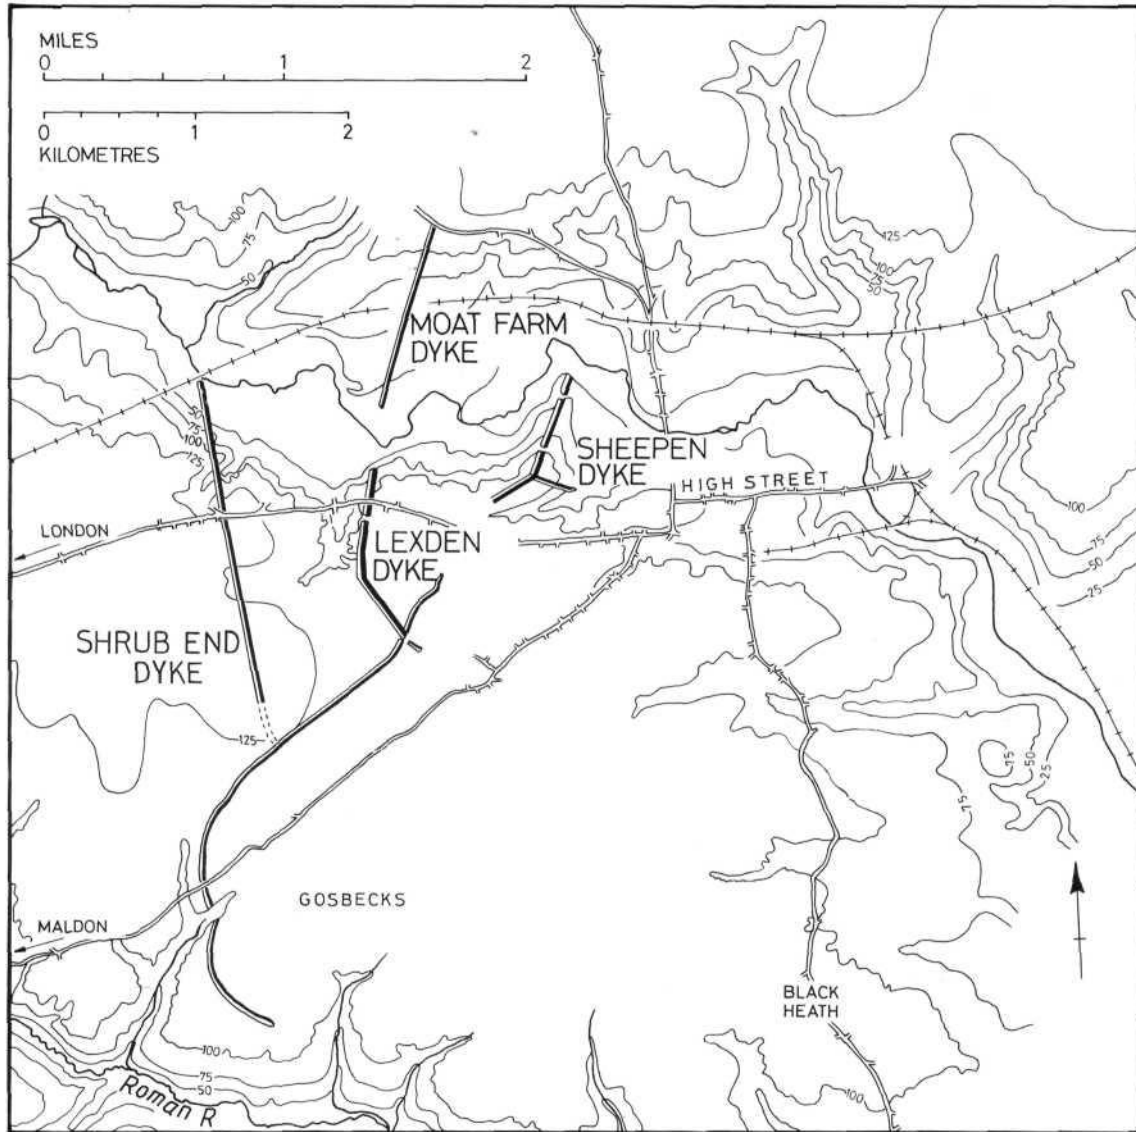 MILES
0 1 2
0 1 2
KILOMETRES
100
75
50
125
100
75
50
MOAT FARM
DYKE
50
75
100
125
SHEEPEN
DYKE
HIGH STREET
100
75
50
25
LONDON
LEXDEN
DYKE
SHRUB END
DYKE
125
75
50
25
75
GOSBECKS
MALDON
BLACK
HEATH
100
75
50
100
Roman R